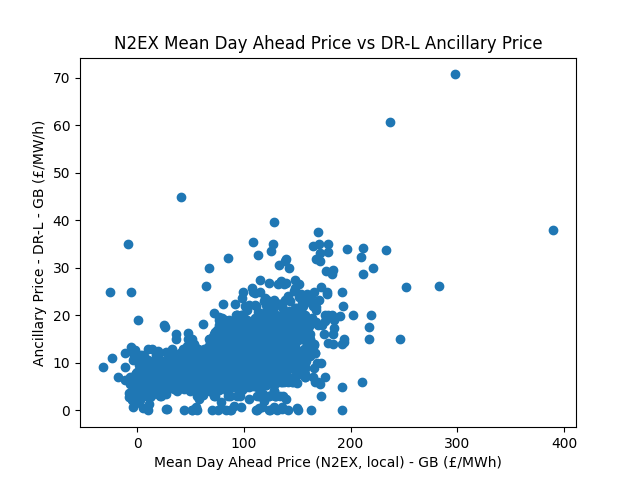 N2EX Mean Day Ahead Price vs DR-L Ancillary Price
70
60
50
40
30
20
10
0
Ancillary Price - DR-L - GB (£/MW/h)
0 100 200 300 400
Mean Day Ahead Price (N2EX, local) - GB (£/MWh)